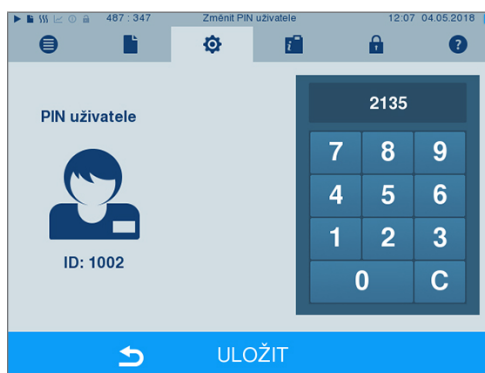 487 : 347 Změnit PIN uživatele 12:07 04.05.2018
PIN uživatele
2135
7 8 9
4 5 6
1 2 3
0 C
ID: 1002
ULOŽIT